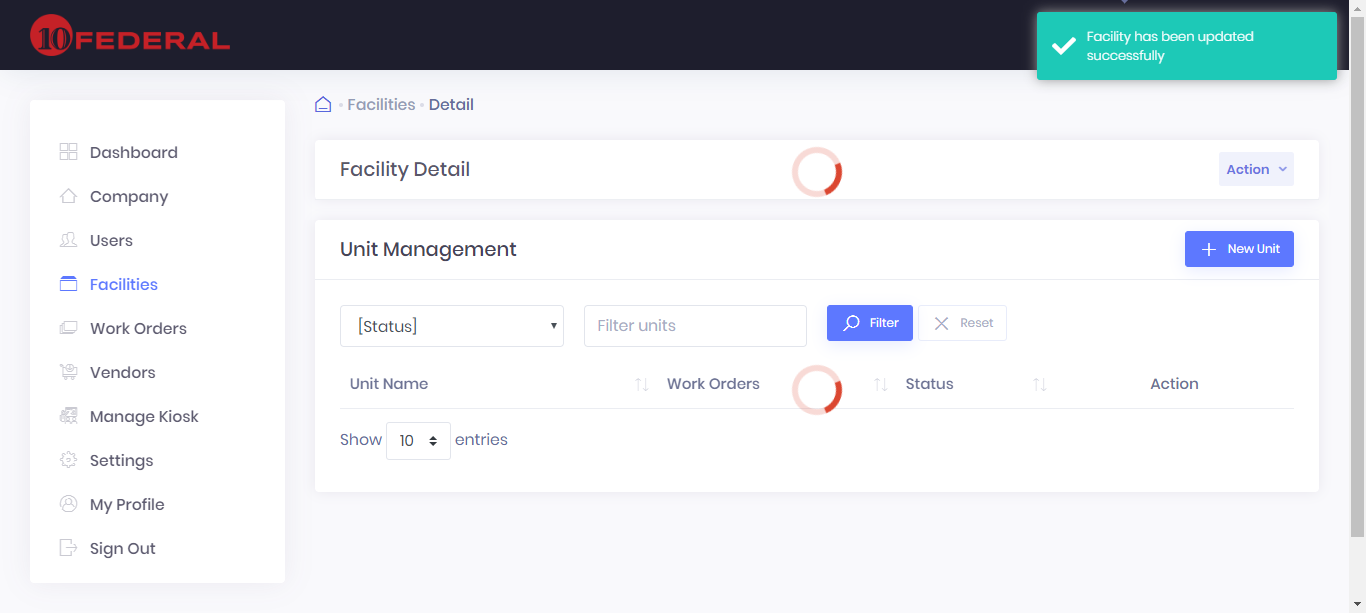 10 FEDERAL
Facility has been updated
successfully
Facilities Detail
Dashboard
Company
Users
Facilities
Work Orders
Vendors
Manage Kiosk
Settings
My Profile
Sign Out
Facility Detail
Action
Unit Management
New Unit
[Status]
Filter units
Filter
Reset
Unit Name Work Orders Status Action
Show 10 entries